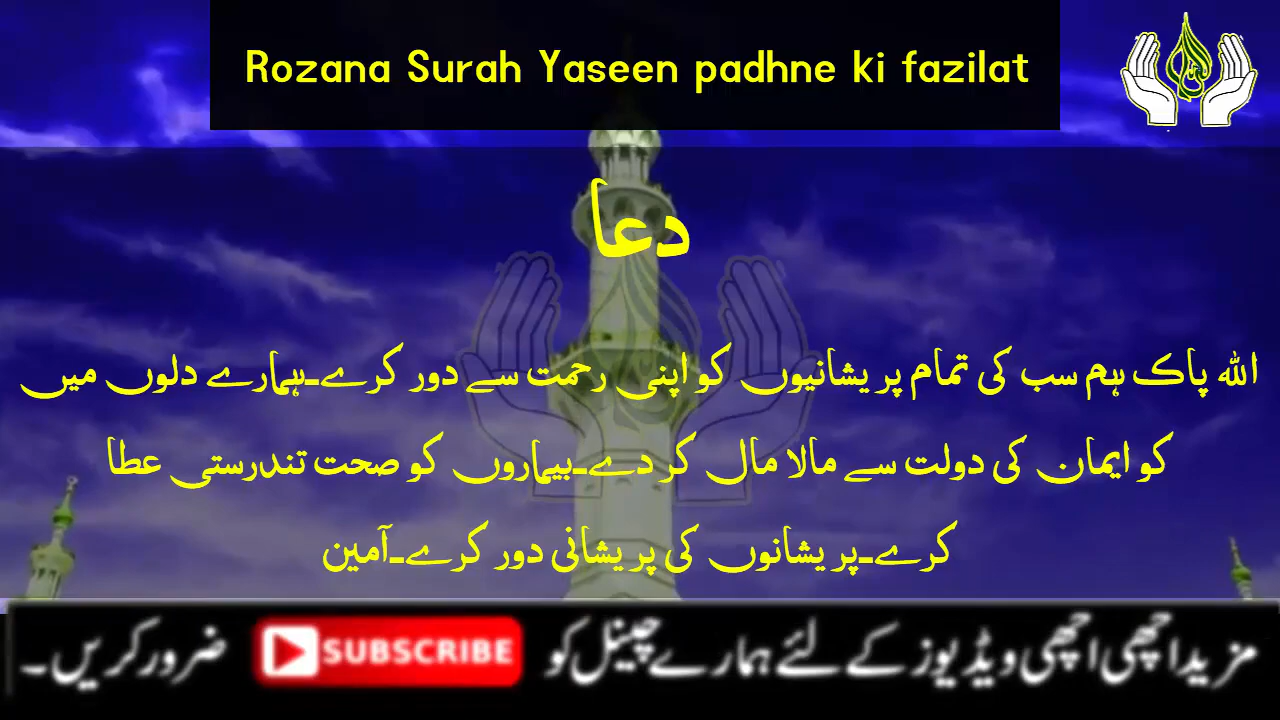 Rozana Surah Yaseen padhne ki fazilat
دعا
اللہ پاک ہم سب کی تمام پریشانیوں کو اپنی رحمت سے دور کرے۔ہمارے دلوں میں
کو ایمان کی دولت سے مالا مال کر دے۔بیماروں کو صحت تندرستی عطا
کرے۔پریشانوں کی پریشانی دور کرے۔آمین
مزید اچھی اچھی ویڈیوز کے لئے ہمارے چینل کو SUBSCRIBE ضرور کریں۔